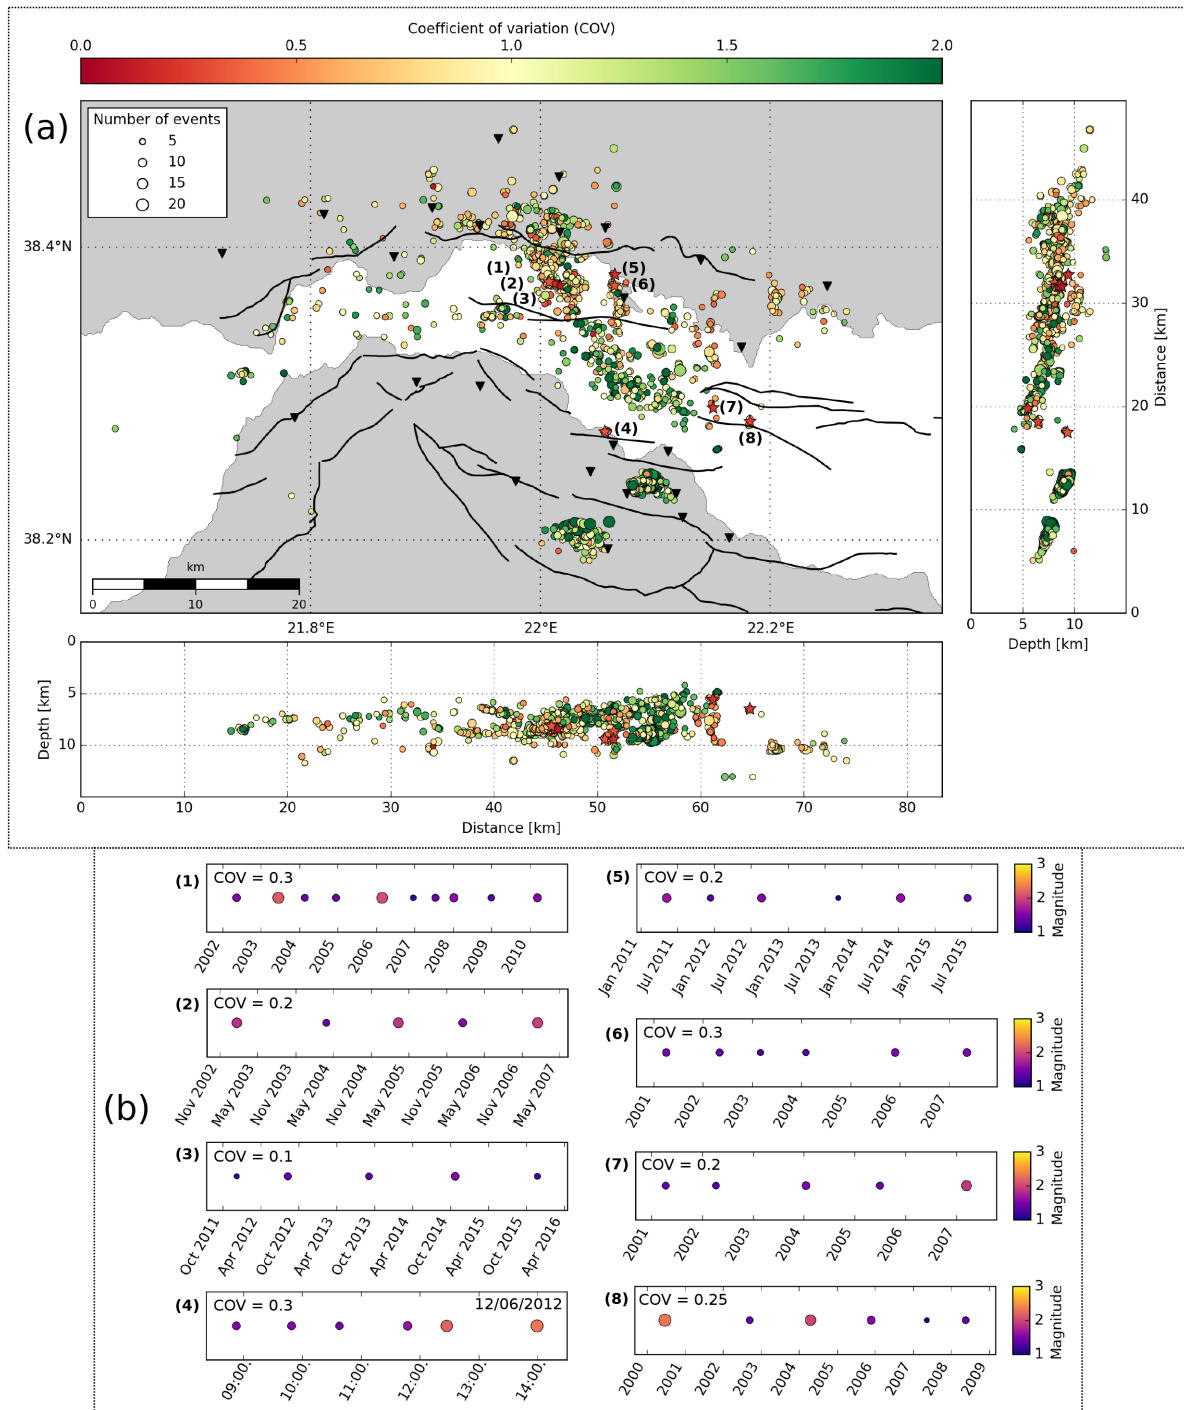 Coefficient of variation (COV)
0.0 0.5 1.0 1.5 2.0
(a)
Number of events
5
10
15
20
38.4°N
38.2°N
(1)
(2)
(3)
(5)
(6)
(7)
(8)
(4)
km
0 10 20
21.8°E 22°E 22.2°E
40
30
20
10
0
Distance [km]
0 5 10
Depth [km]
0
5
10
Depth [km]
0 10 20 30 40 50 60 70 80
Distance [km]
(b)
(1) COV = 0.3
2002 2003 2004 2005 2006 2007 2008 2009 2010
(2) COV = 0.2
Nov 2002 May 2003 Nov 2003 May 2004 Nov 2004 May 2005 Nov 2005 May 2006 Nov 2006 May 2007
(3) COV = 0.1
Oct 2011 Apr 2012 Oct 2012 Apr 2013 Oct 2013 Apr 2014 Oct 2014 Apr 2015 Oct 2015 Apr 2016
(4) COV = 0.3 12/06/2012
09:00. 10:00. 11:00. 12:00. 13:00. 14:00.
(5) COV = 0.2
Jan 2011 Jul 2011 Jan 2012 Jul 2012 Jan 2013 Jul 2013 Jan 2014 Jul 2014 Jan 2015 Jul 2015
3
2
1
Magnitude
(6) COV = 0.3
2001 2002 2003 2004 2005 2006 2007
3
2
1
Magnitude
(7) COV = 0.2
2001 2002 2003 2004 2005 2006 2007
3
2
1
Magnitude
(8) COV = 0.25
2000 2001 2002 2003 2004 2005 2006 2007 2008 2009
3
2
1
Magnitude